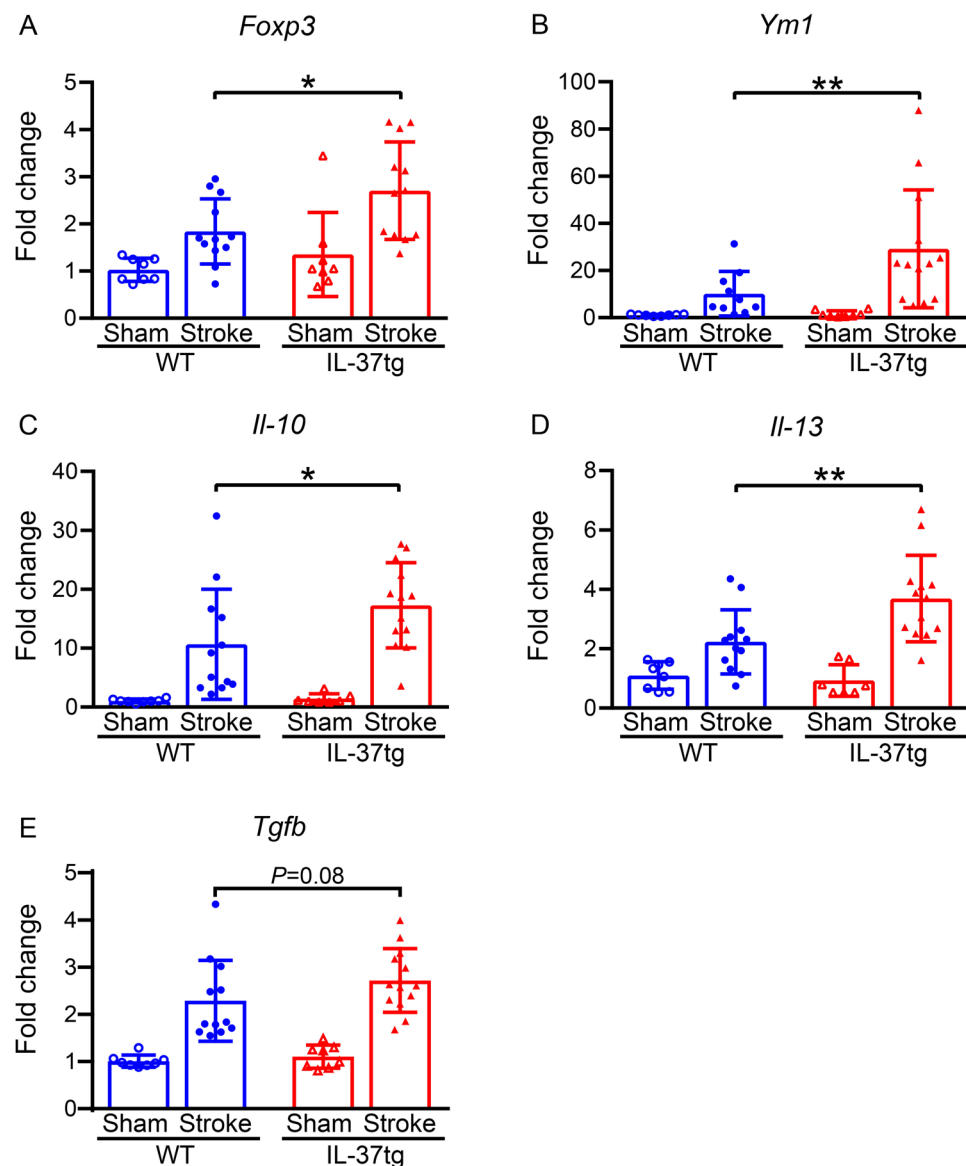 A
Foxp3
Fold change
5
4
3
2
1
0
*
Sham Stroke Sham Stroke
WT IL-37tg
B
Ym1
Fold change
100
80
60
40
20
0
**
Sham Stroke Sham Stroke
WT IL-37tg
C
Il-10
Fold change
40
30
20
10
0
*
Sham Stroke Sham Stroke
WT IL-37tg
D
Il-13
Fold change
8
6
4
2
0
**
Sham Stroke Sham Stroke
WT IL-37tg
E
Tgfb
Fold change
5
4
3
2
1
0
P=0.08
Sham Stroke Sham Stroke
WT IL-37tg